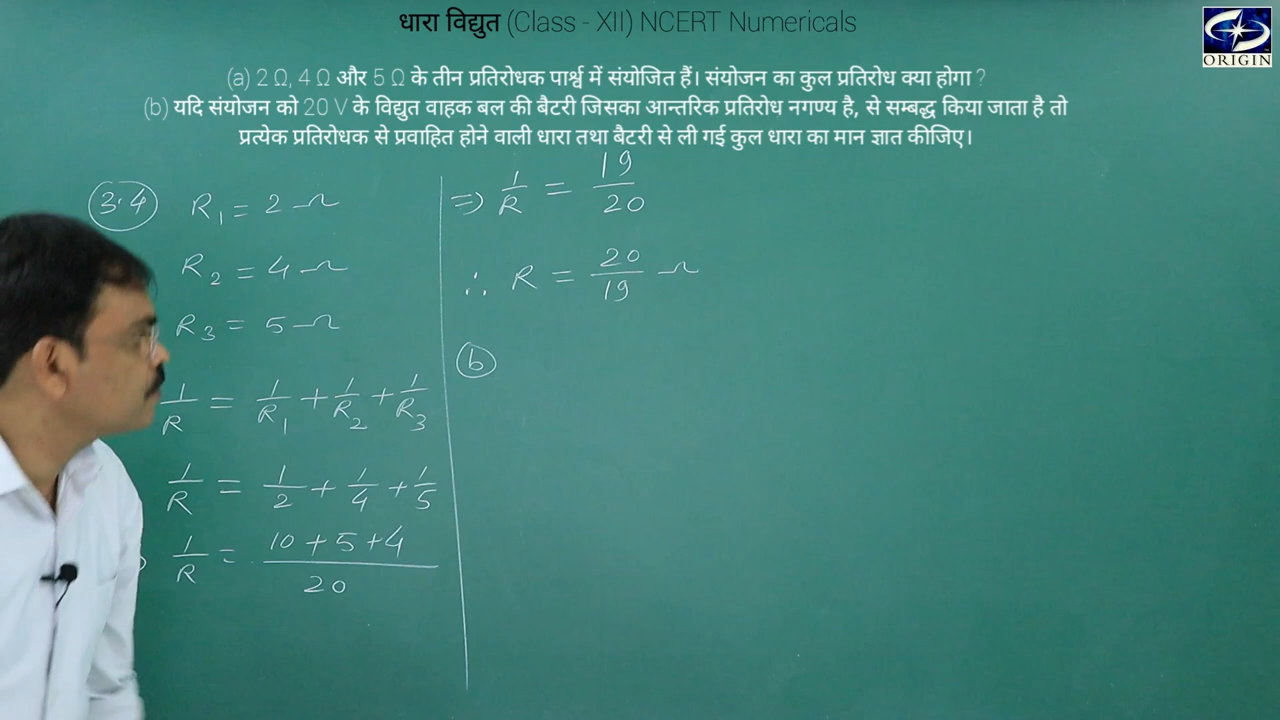 धारा विद्युत (Class - XII) NCERT Numericals
ORIGIN
(a) 2 Ω, 4 Ω और 5 Ω के तीन प्रतिरोधक पार्श्व में संयोजित हैं। संयोजन का कुल प्रतिरोध क्या होगा ?
(b) यदि संयोजन को 20 V के विद्युत वाहक बल की बैटरी जिसका आन्तरिक प्रतिरोध नगण्य है, से सम्बद्ध किया जाता है तो
प्रत्येक प्रतिरोधक से प्रवाहित होने वाली धारा तथा बैटरी से ली गई कुल धारा का मान ज्ञात कीजिए।
3.4 R₁ = 2 Ω
R₂ = 4 Ω
R₃ = 5 Ω
1/R = 1/R₁ + 1/R₂ + 1/R₃
1/R = 1/2 + 1/4 + 1/5
1/R = (10 + 5 + 4)/20
⇒ 1/R = 19/20
∴ R = 20/19 Ω
(b)